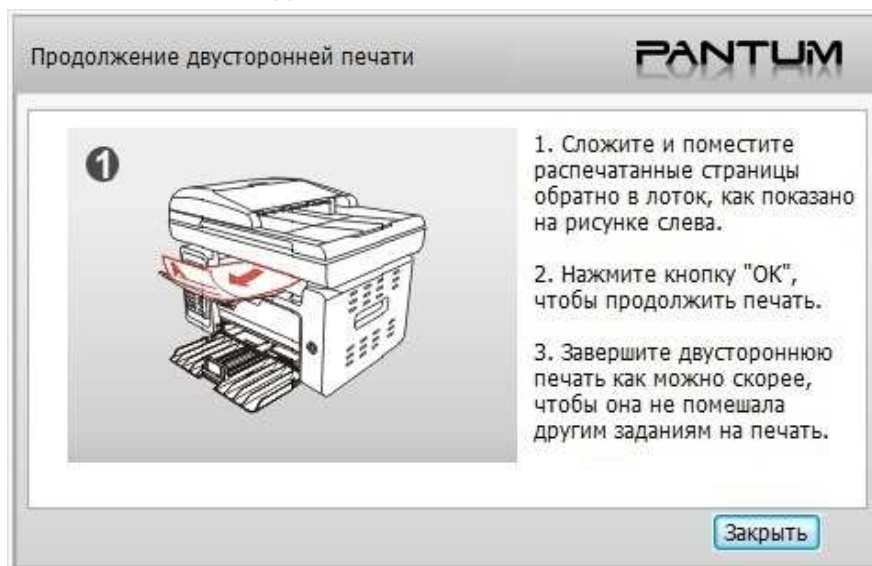 Продолжение двусторонней печати
PANTUM
1
1. Сложите и поместите
распечатанные страницы
обратно в лоток, как показано
на рисунке слева.
2. Нажмите кнопку "ОК",
чтобы продолжить печать.
3. Завершите двустороннюю
печать как можно скорее,
чтобы она не помешала
другим заданиям на печать.
Закрыть